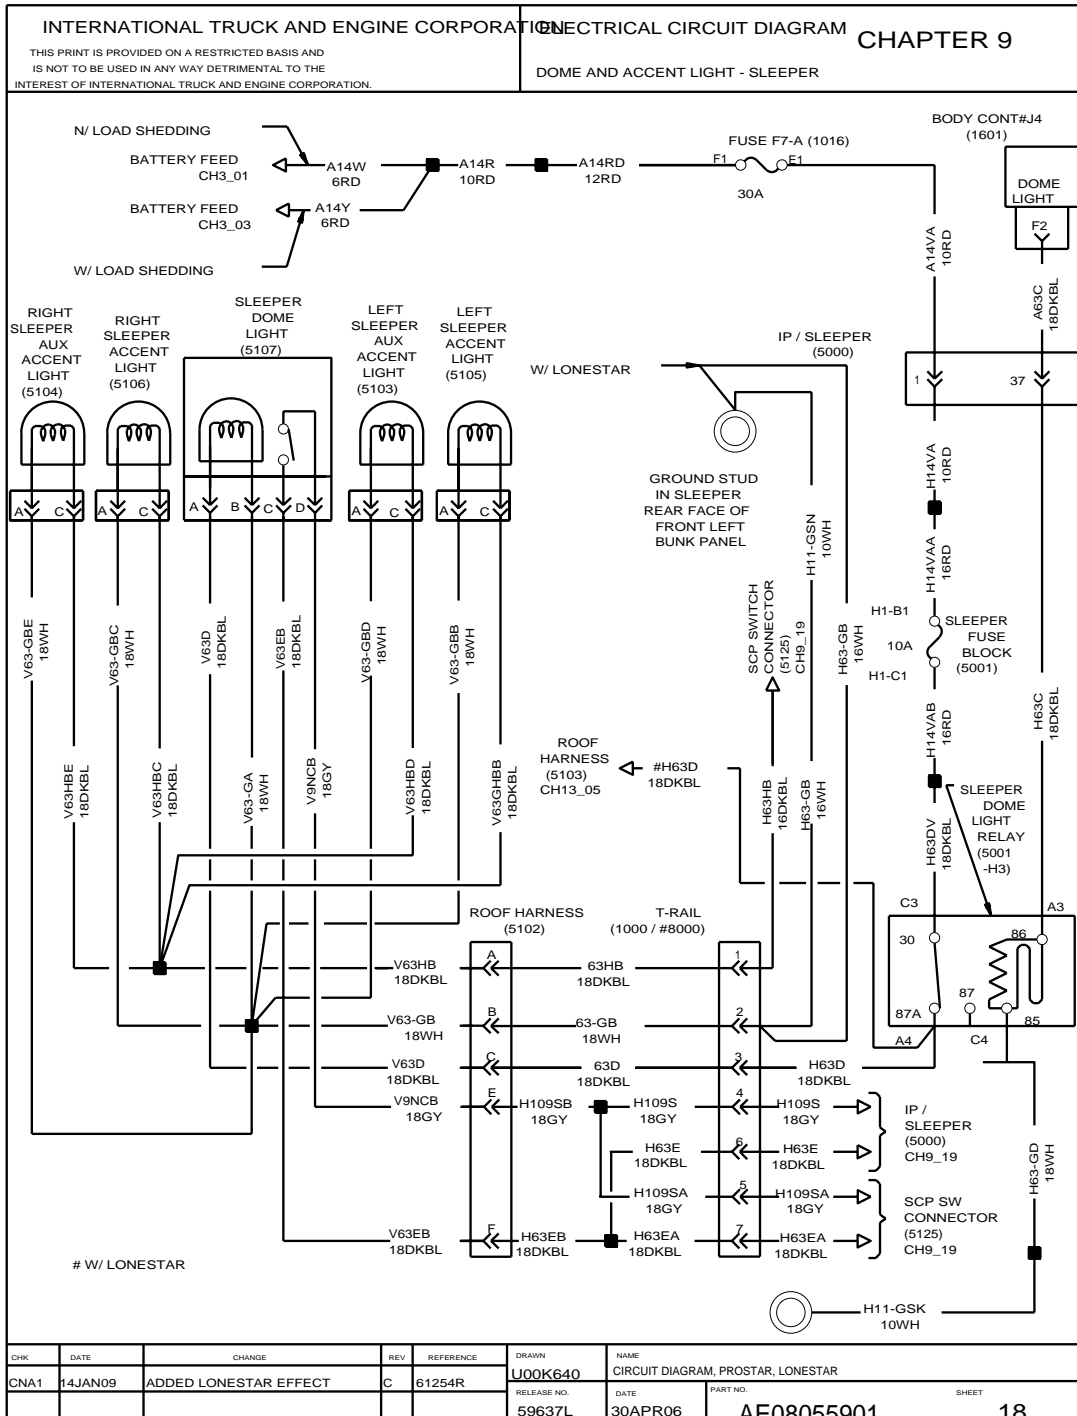 INTERNATIONAL TRUCK AND ENGINE CORPORATION
THIS PRINT IS PROVIDED ON A RESTRICTED BASIS AND
IS NOT TO BE USED IN ANY WAY DETRIMENTAL TO THE
INTEREST OF INTERNATIONAL TRUCK AND ENGINE CORPORATION.
ELECTRICAL CIRCUIT DIAGRAM
CHAPTER 9
DOME AND ACCENT LIGHT - SLEEPER
N/ LOAD SHEDDING
BATTERY FEED
CH3_01
A14W
6RD
BATTERY FEED
CH3_03
A14Y
6RD
W/ LOAD SHEDDING
A14R
10RD
A14RD
12RD
FUSE F7-A (1016)
F1
E1
30A
BODY CONT#J4
(1601)
DOME
LIGHT
F2
A14VA
10RD
A63C
18DKBL
RIGHT
SLEEPER
AUX
ACCENT
LIGHT
(5104)
RIGHT
SLEEPER
ACCENT
LIGHT
(5106)
SLEEPER
DOME
LIGHT
(5107)
LEFT
SLEEPER
AUX
ACCENT
LIGHT
(5103)
LEFT
SLEEPER
ACCENT
LIGHT
(5105)
IP / SLEEPER
(5000)
W/ LONESTAR
1
37
A
C
A
C
A
B
C
D
A
C
A
C
GROUND STUD
IN SLEEPER
REAR FACE OF
FRONT LEFT
BUNK PANEL
H14VA
10RD
H11-GSN
10WH
H14VAA
16RD
V63-GBE
18WH
V63-GBC
18WH
V63D
18DKBL
V63EB
18DKBL
V63-GBD
18WH
V63-GBB
18WH
SCP SWITCH
CONNECTOR
(5125)
CH9_19
H63-GB
16WH
H1-B1
10A
H1-C1
SLEEPER
FUSE
BLOCK
(5001)
H14VAB
16RD
H63C
18DKBL
V63HBE
18DKBL
V63HBC
18DKBL
V63-GA
18WH
V9NCB
18GY
V63HBD
18DKBL
V63GHBB
18DKBL
ROOF
HARNESS
(5103)
CH13_05
#H63D
18DKBL
H63HB
16DKBL
H63-GB
16WH
H63DV
18DKBL
SLEEPER
DOME
LIGHT
RELAY
(5001
-H3)
C3
A3
30
86
87
87A
85
A4
C4
ROOF HARNESS
(5102)
T-RAIL
(1000 / #8000)
V63HB
18DKBL
A
63HB
18DKBL
1
V63-GB
18WH
B
63-GB
18WH
2
V63D
18DKBL
C
63D
18DKBL
3
H63D
18DKBL
V9NCB
18GY
E
H109SB
18GY
H109S
18GY
4
H109S
18GY
H63E
18DKBL
6
H63E
18DKBL
IP /
SLEEPER
(5000)
CH9_19
H109SA
18GY
5
H109SA
18GY
V63EB
18DKBL
F
H63EB
18DKBL
H63EA
18DKBL
7
H63EA
18DKBL
SCP SW
CONNECTOR
(5125)
CH9_19
H63-GD
18WH
# W/ LONESTAR
H11-GSK
10WH
CHK
DATE
CHANGE
REV
REFERENCE
CNA1
14JAN09
ADDED LONESTAR EFFECT
C
61254R
DRAWN
U00K640
NAME
CIRCUIT DIAGRAM, PROSTAR, LONESTAR
RELEASE NO.
59637L
DATE
30APR06
PART NO.
AE08055901
SHEET
18